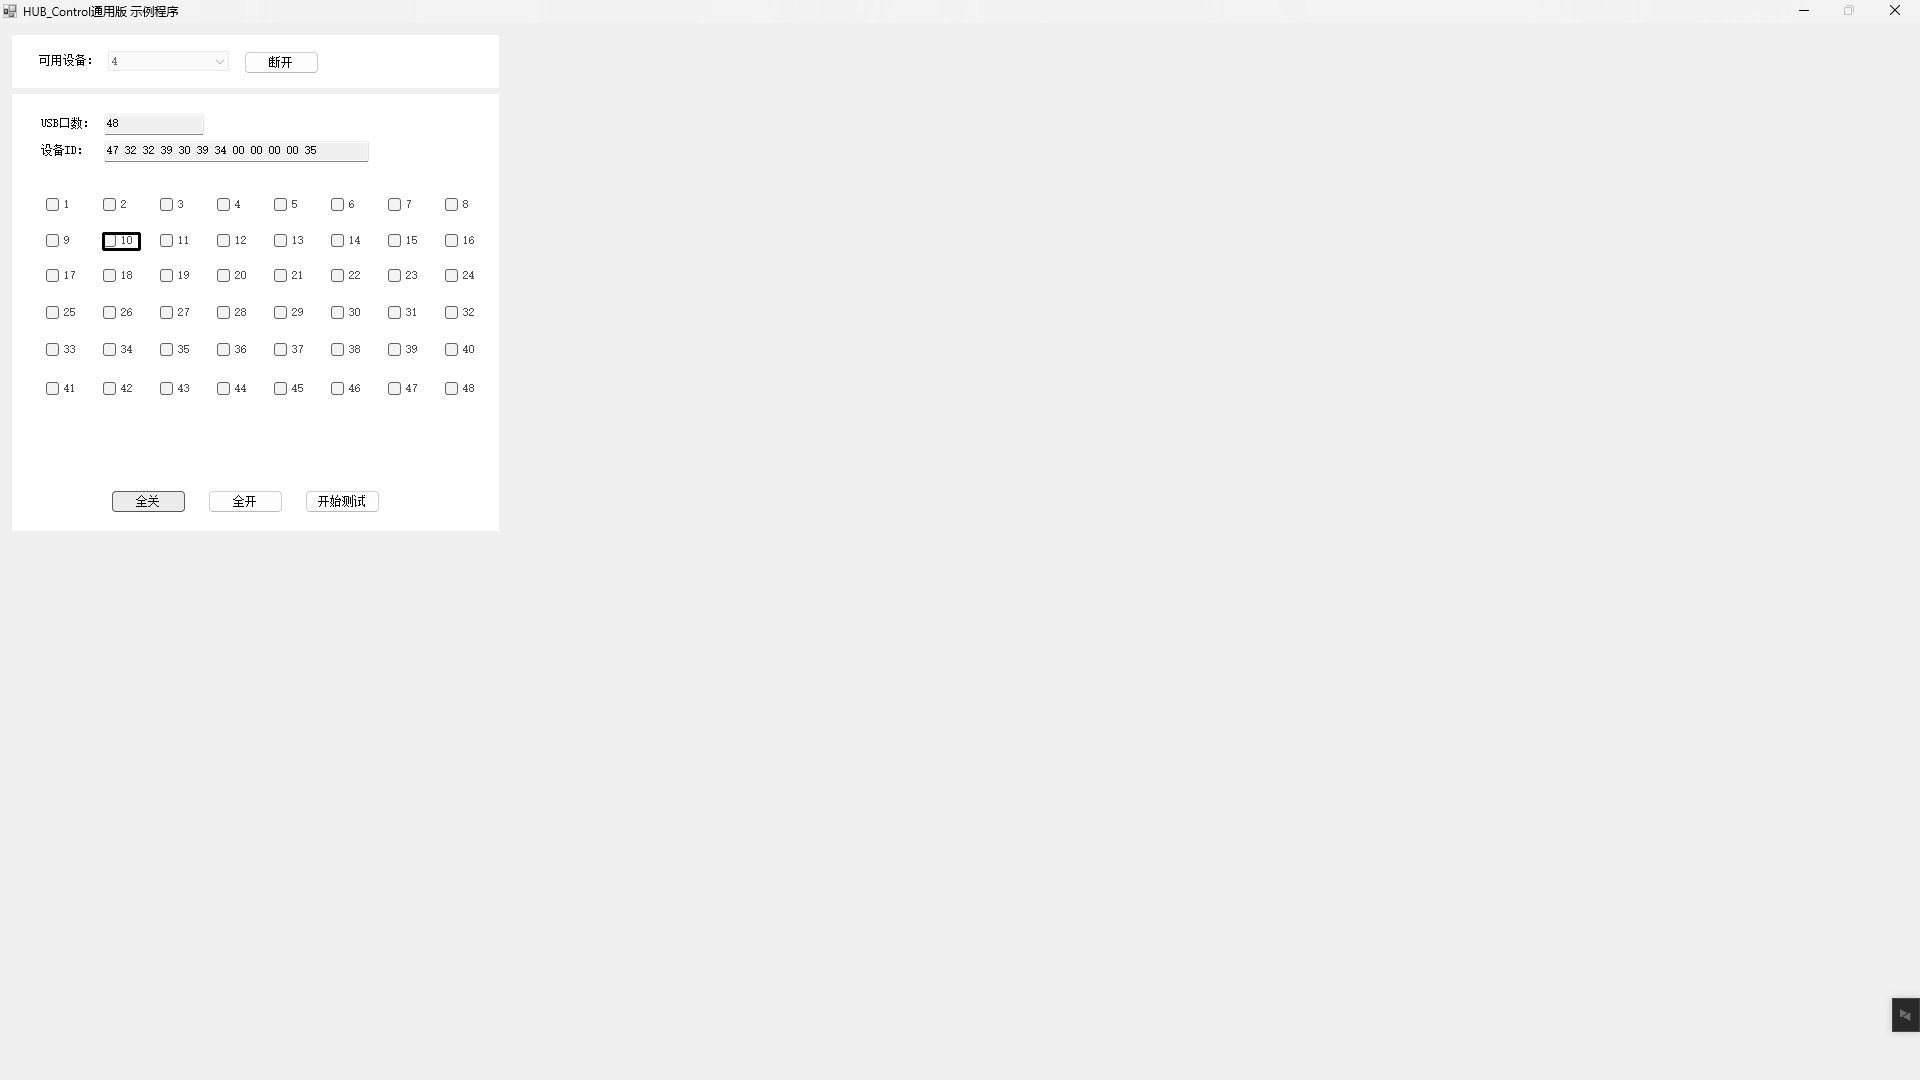 HUB_Control通用版 示例程序
可用设备： 4 断开
USB口数： 48
设备ID： 47 32 32 39 30 39 34 00 00 00 00 35
1 2 3 4 5 6 7 8
9 10 11 12 13 14 15 16
17 18 19 20 21 22 23 24
25 26 27 28 29 30 31 32
33 34 35 36 37 38 39 40
41 42 43 44 45 46 47 48
全关 全开 开始测试